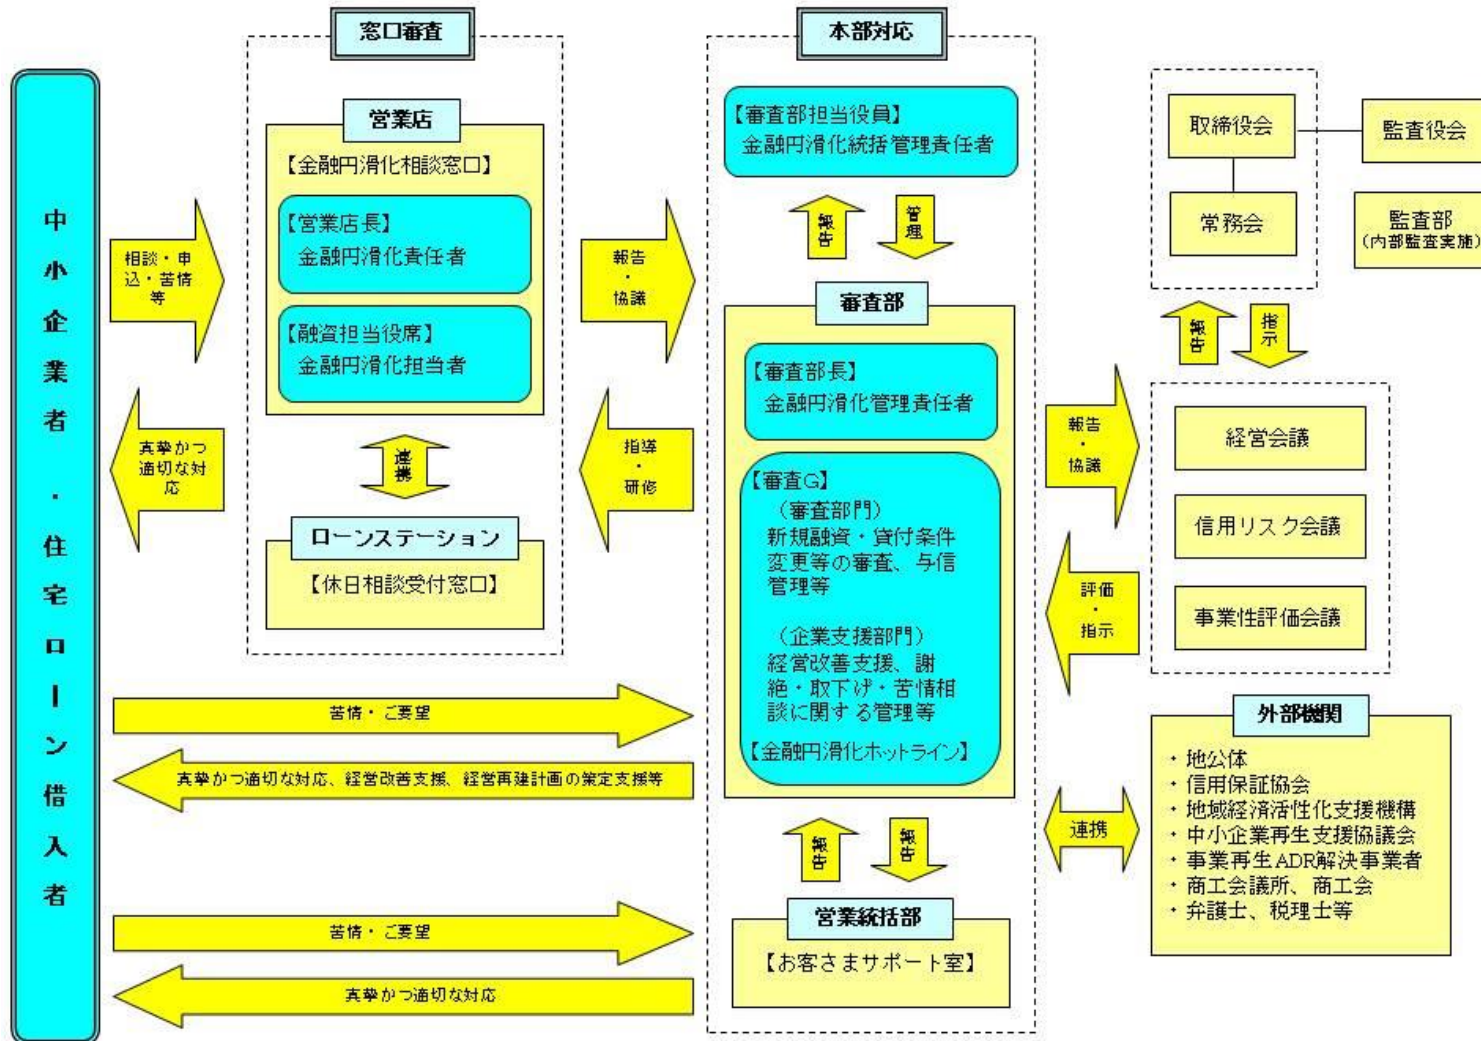 中小企業者・住宅ローン借入者
窓口審査
営業店
【金融円滑化相談窓口】
【営業店長】
金融円滑化責任者
【融資担当役席】
金融円滑化担当者
連携
ローンステーション
【休日相談受付窓口】
相談・申
込・苦情
等
真摯かつ
適切な対
応
報告
・
協議
指導
・
研修
苦情・ご要望
真摯かつ適切な対応、経営改善支援、経営再建計画の策定支援等
苦情・ご要望
真摯かつ適切な対応
本部対応
【審査部担当役員】
金融円滑化統括管理責任者
報告
管理
審査部
【審査部長】
金融円滑化管理責任者
【審査G】
（審査部門）
新規融資・貸付条件
変更等の審査、与信
管理等
（企業支援部門）
経営改善支援、謝
絶・取下げ・苦情相
談に関する管理等
【金融円滑化ホットライン】
報告
報告
営業統括部
【お客さまサポート室】
報告
・
協議
評価
・
指示
連携
取締役会
監査役会
常務会
監査部
（内部監査実施）
報告
指示
経営会議
信用リスク会議
事業性評価会議
外部機関
・地公体
・信用保証協会
・地域経済活性化支援機構
・中小企業再生支援協議会
・事業再生ADR解決事業者
・商工会議所、商工会
・弁護士、税理士等